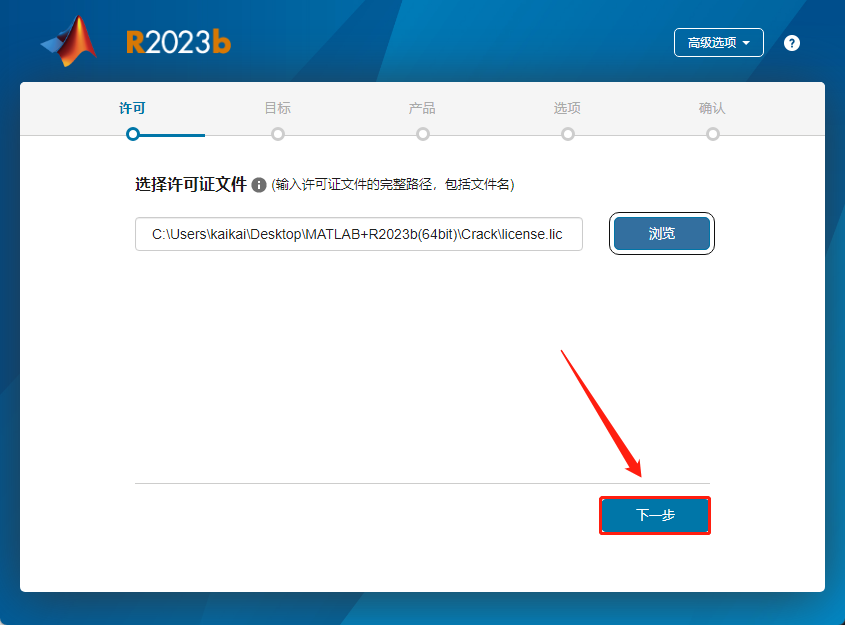 R2023b
高级选项
?
许可
目标
产品
选项
确认
选择许可证文件 (输入许可证文件的完整路径，包括文件名)
C:\Users\kaikai\Desktop\MATLAB+R2023b(64bit)\Crack\license.lic
浏览
下一步